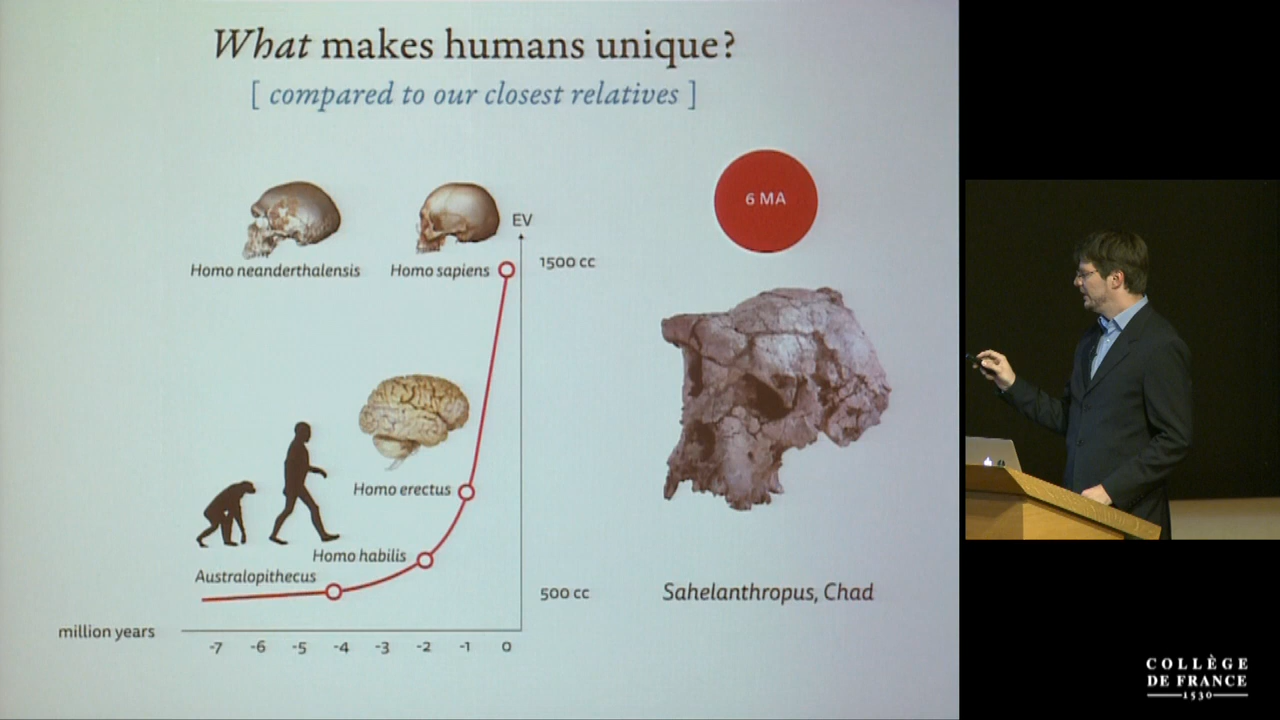 What makes humans unique?
[ compared to our closest relatives ]
6 MA
EV
Homo neanderthalensis
Homo sapiens
1500 cc
Homo erectus
Homo habilis
Australopithecus
500 cc
Sahelanthropus, Chad
million years
-7 -6 -5 -4 -3 -2 -1 0
COLLÈGE
DE FRANCE
1530